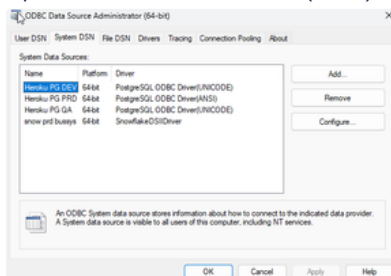 ODBC Data Source Administrator (64-bit)
User DSN System DSN File DSN Drivers Tracing Connection Pooling About
System Data Sources:
Name Platform Driver
Heroku PG DEV 64-bit PostgreSQL ODBC Driver(UNICODE)
Heroku PG PRD 64-bit PostgreSQL ODBC Driver(ANSI)
Heroku PG QA 64-bit PostgreSQL ODBC Driver(UNICODE)
snow prd bussys 64-bit SnowflakeDSIIDriver
Add...
Remove
Configure...
An ODBC System data source stores information about how to connect to the indicated data provider.
A System data source is visible to all users of this computer, including NT services.
OK Cancel Apply Help